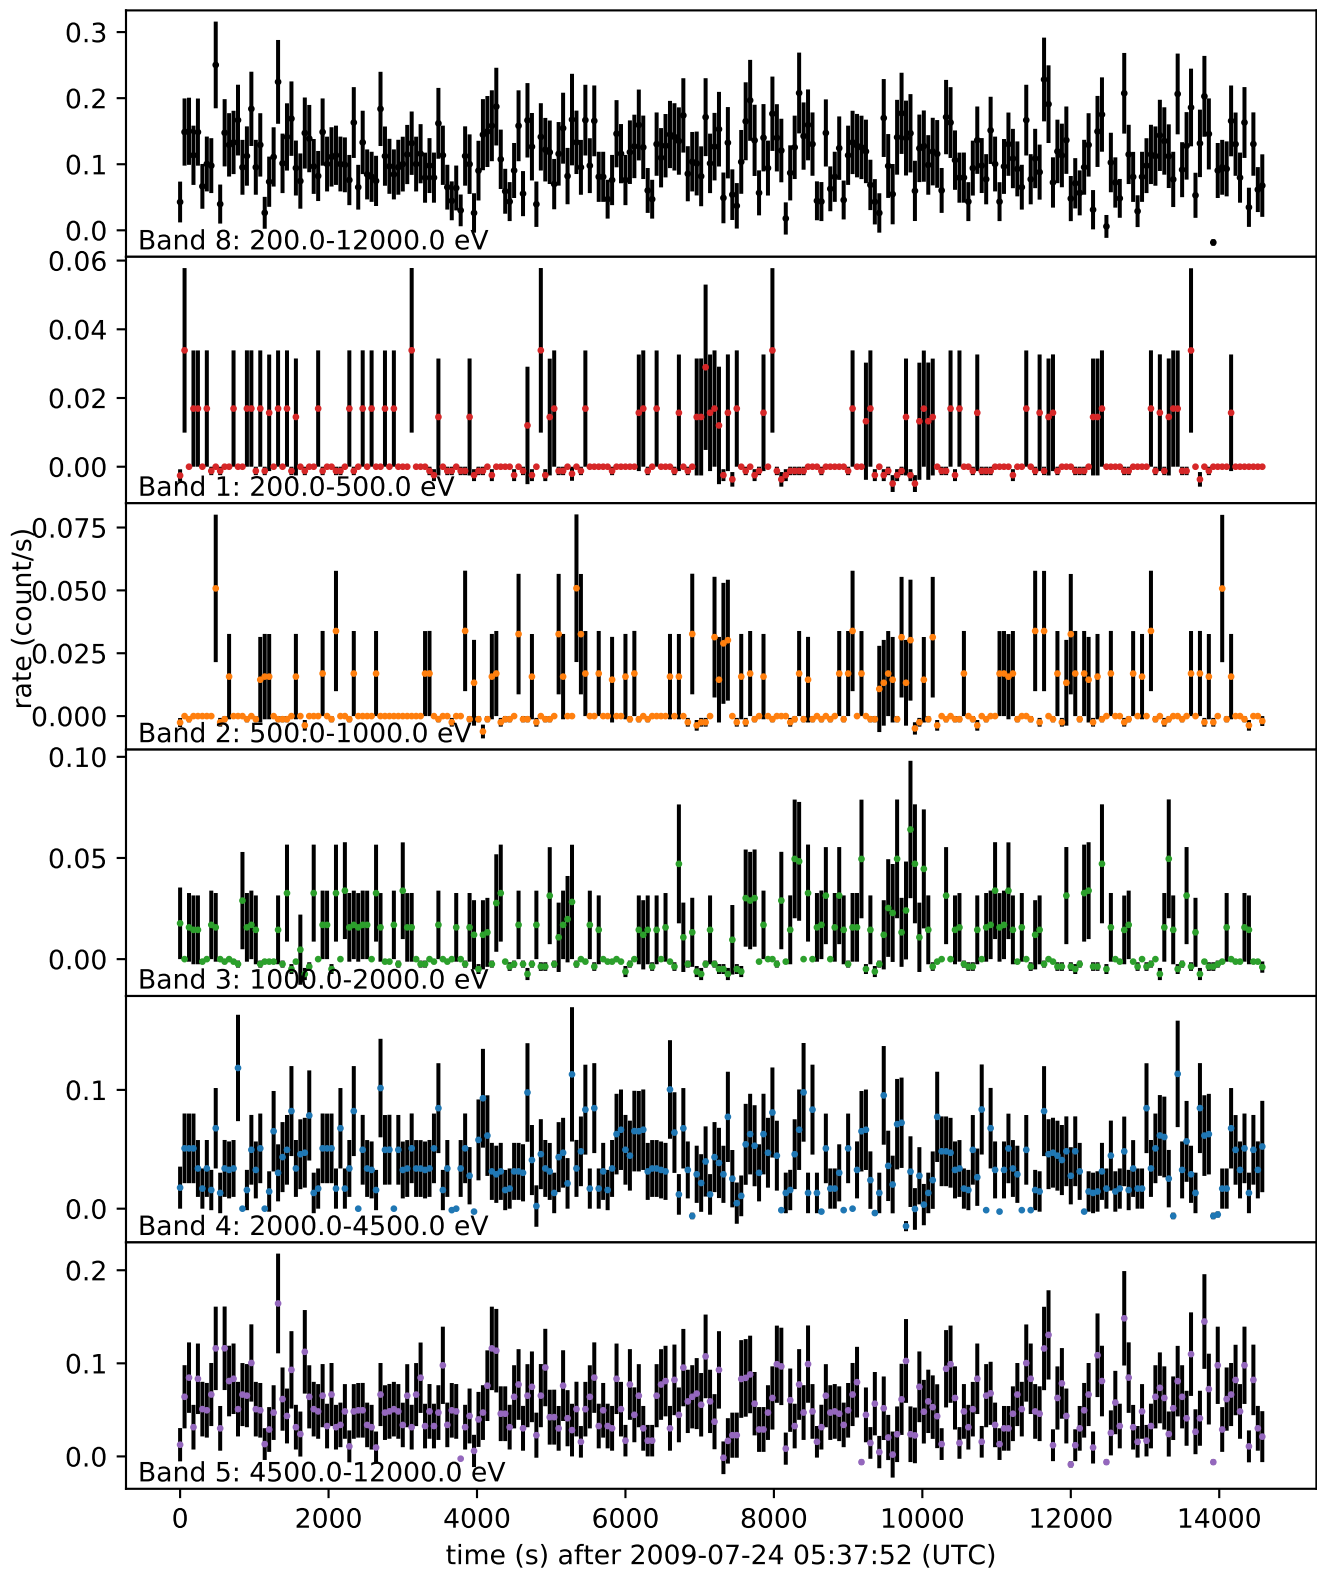 0.3
0.2
0.1
0.0
Band 8: 200.0-12000.0 eV
0.06
0.04
0.02
0.00
Band 1: 200.0-500.0 eV
rate (count/s)
0.075
0.050
0.025
0.000
Band 2: 500.0-1000.0 eV
0.10
0.05
0.00
Band 3: 1000.0-2000.0 eV
0.1
0.0
Band 4: 2000.0-4500.0 eV
0.2
0.1
0.0
Band 5: 4500.0-12000.0 eV
0 2000 4000 6000 8000 10000 12000 14000
time (s) after 2009-07-24 05:37:52 (UTC)